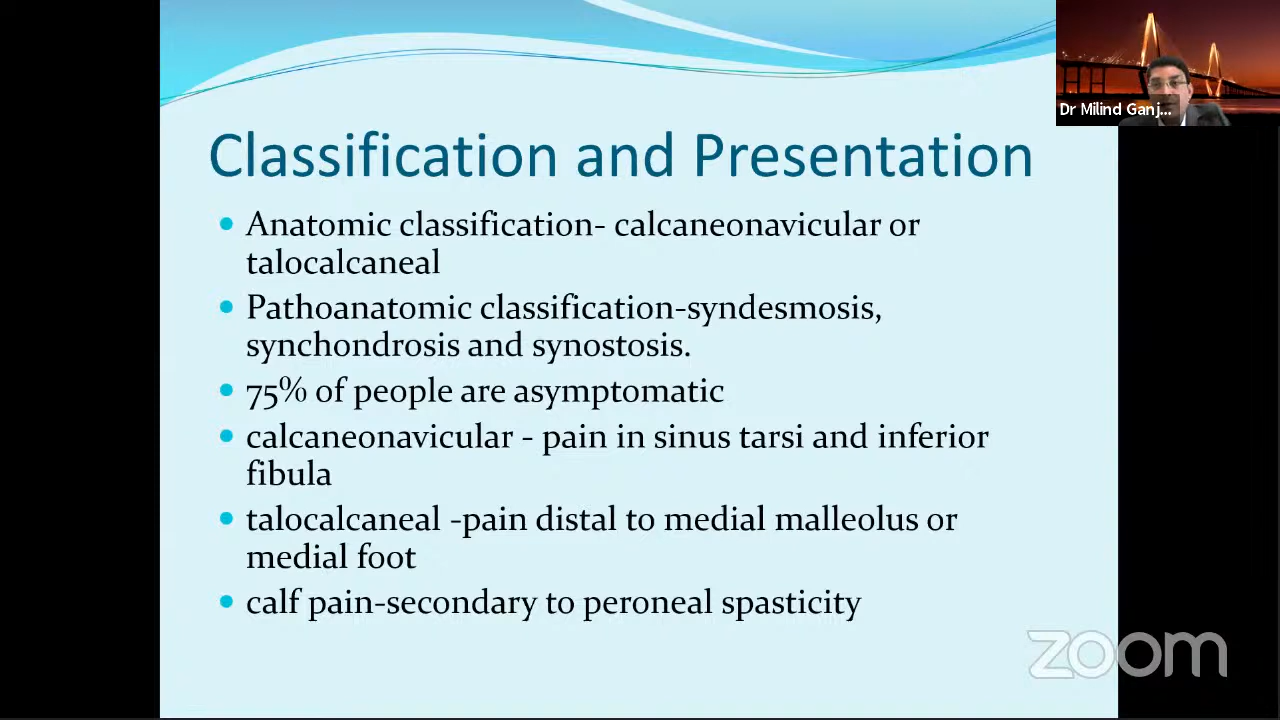 Dr Milind Ganj...
Classification and Presentation
• Anatomic classification- calcaneonavicular or
talocalcaneal
• Pathoanatomic classification-syndesmosis,
synchondrosis and synostosis.
• 75% of people are asymptomatic
• calcaneonavicular - pain in sinus tarsi and inferior
fibula
• talocalcaneal -pain distal to medial malleolus or
medial foot
• calf pain-secondary to peroneal spasticity
zoom